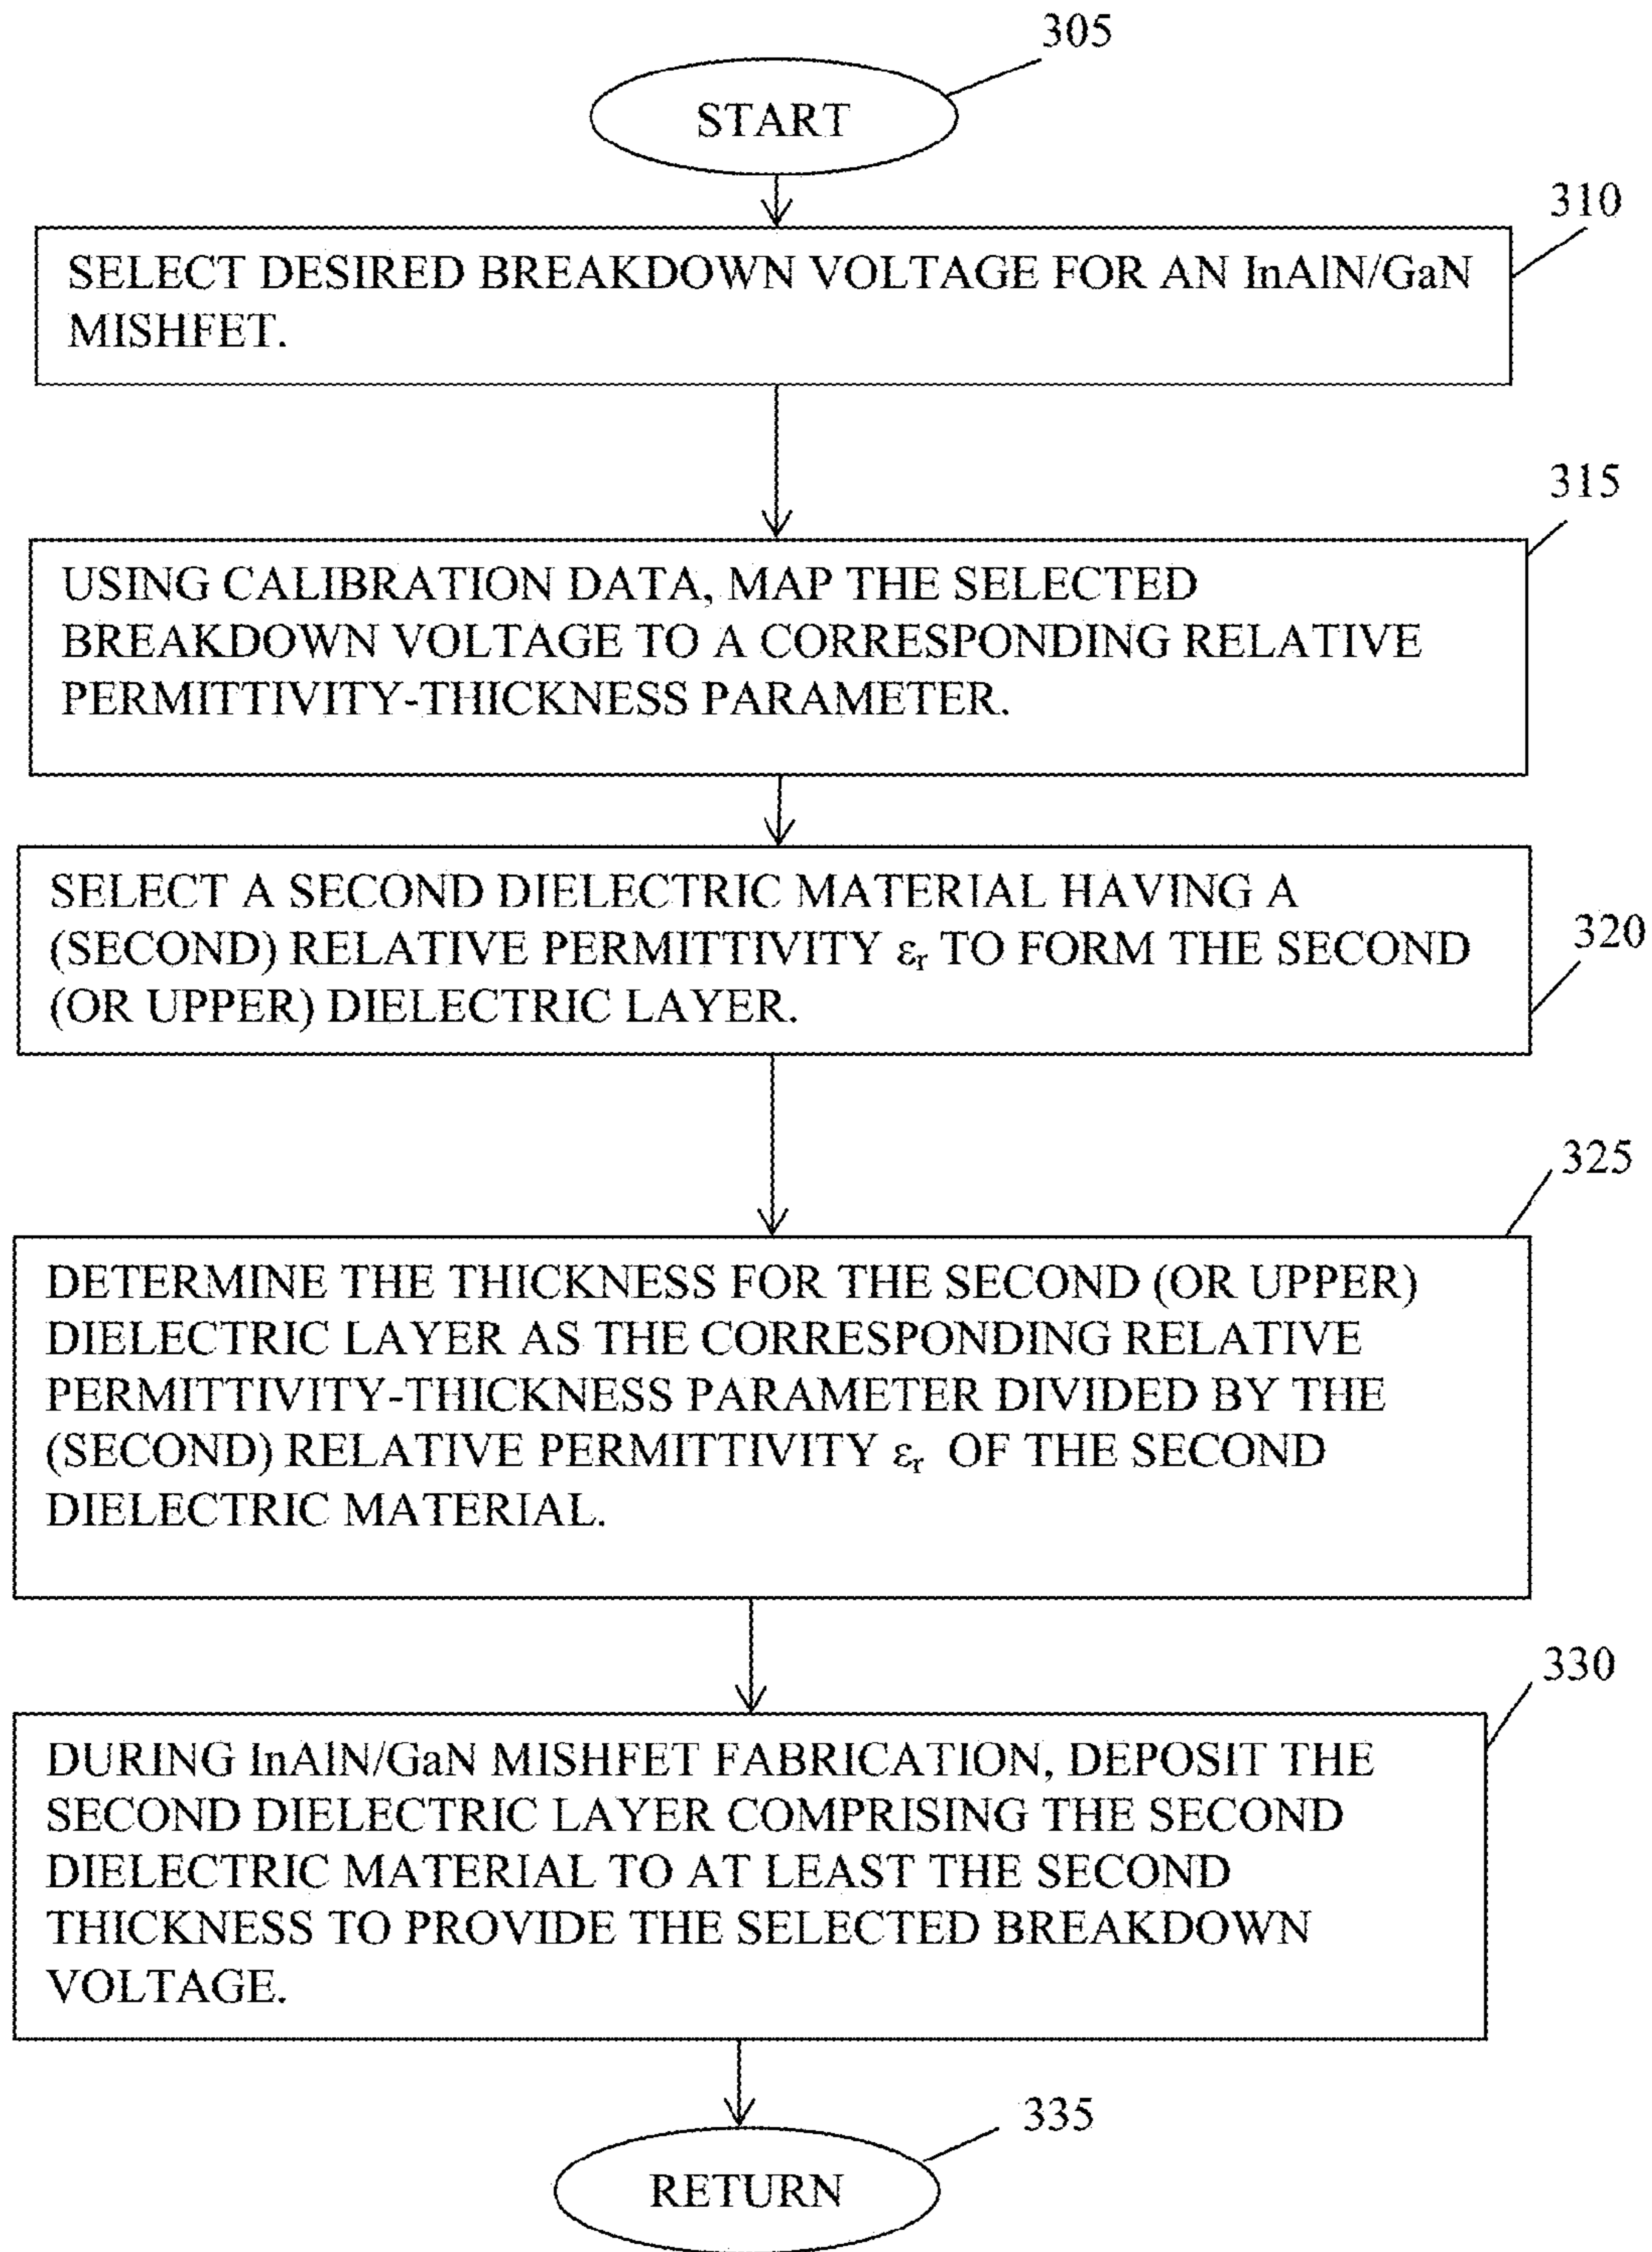 305
START
310
SELECT DESIRED BREAKDOWN VOLTAGE FOR AN InAlN/GaN
MISHFET.
315
USING CALIBRATION DATA, MAP THE SELECTED
BREAKDOWN VOLTAGE TO A CORRESPONDING RELATIVE
PERMITTIVITY-THICKNESS PARAMETER.
SELECT A SECOND DIELECTRIC MATERIAL HAVING A
(SECOND) RELATIVE PERMITTIVITY εr TO FORM THE SECOND
320
(OR UPPER) DIELECTRIC LAYER.
325
DETERMINE THE THICKNESS FOR THE SECOND (OR UPPER)
DIELECTRIC LAYER AS THE CORRESPONDING RELATIVE
PERMITTIVITY-THICKNESS PARAMETER DIVIDED BY THE
(SECOND) RELATIVE PERMITTIVITY εr OF THE SECOND
DIELECTRIC MATERIAL.
330
DURING InAlN/GaN MISHFET FABRICATION, DEPOSIT THE
SECOND DIELECTRIC LAYER COMPRISING THE SECOND
DIELECTRIC MATERIAL TO AT LEAST THE SECOND
THICKNESS TO PROVIDE THE SELECTED BREAKDOWN
VOLTAGE.
335
RETURN